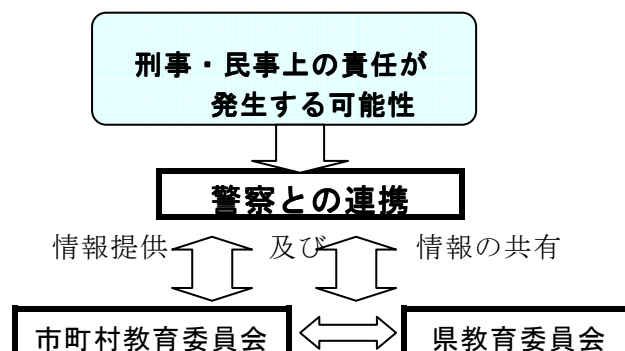 刑事・民事上の責任が
発生する可能性
警察との連携
情報提供 及び 情報の共有
市町村教育委員会 県教育委員会